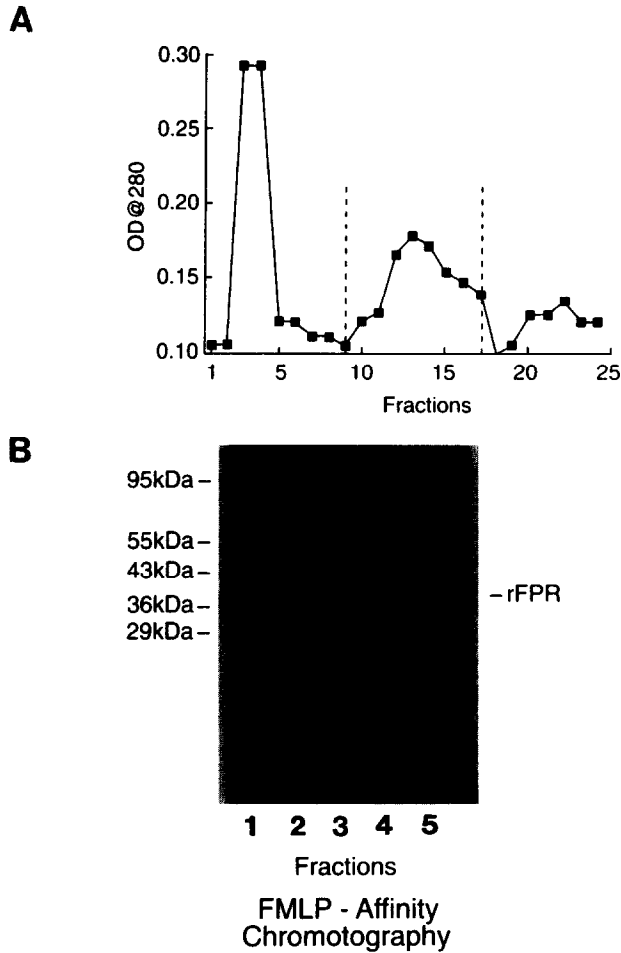 A
0.30
0.25
0.20
0.15
0.10
OD@280
1 5 10 15 20 25
Fractions
B
95kDa
55kDa
43kDa
36kDa
29kDa
rFPR
1 2 3 4 5
Fractions
FMLP - Affinity
Chromotography